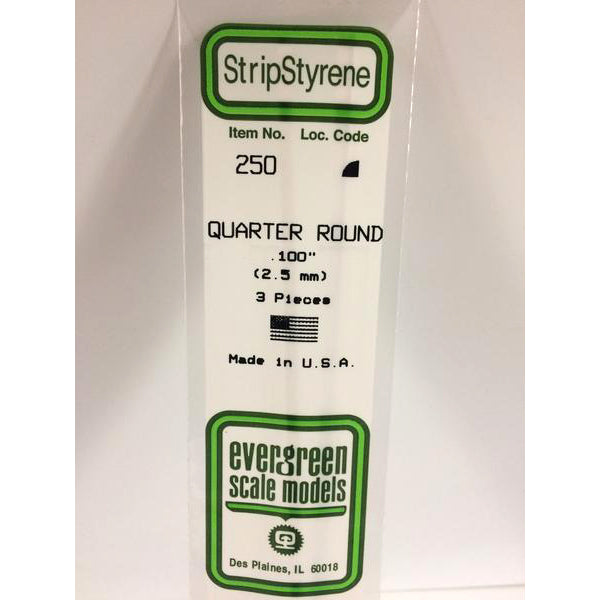 StripStyrene
Item No. Loc. Code
250
QUARTER ROUND
.100"
(2.5 mm)
3 Pieces
Made in U.S.A.
evergreen
scale models
Des Plaines, IL 60018